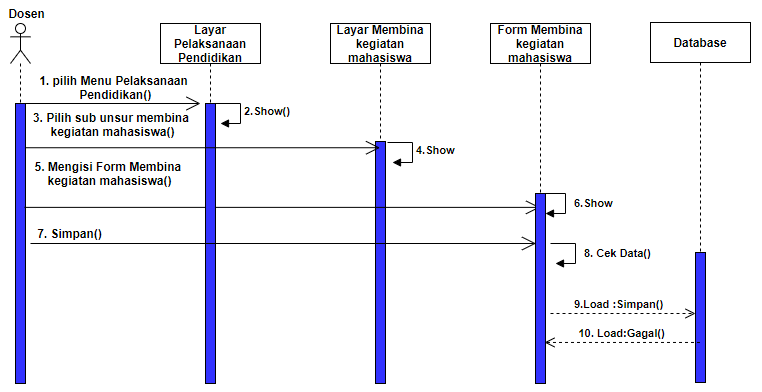 Dosen
Layar
Pelaksanaan
Pendidikan
Layar Membina
kegiatan
mahasiswa
Form Membina
kegiatan
mahasiswa
Database
1. pilih Menu Pelaksanaan
Pendidikan()
2.Show()
3. Pilih sub unsur membina
kegiatan mahasiswa()
4.Show
5. Mengisi Form Membina
kegiatan mahasiswa()
6.Show
7. Simpan()
8. Cek Data()
9.Load :Simpan()
10. Load:Gagal()